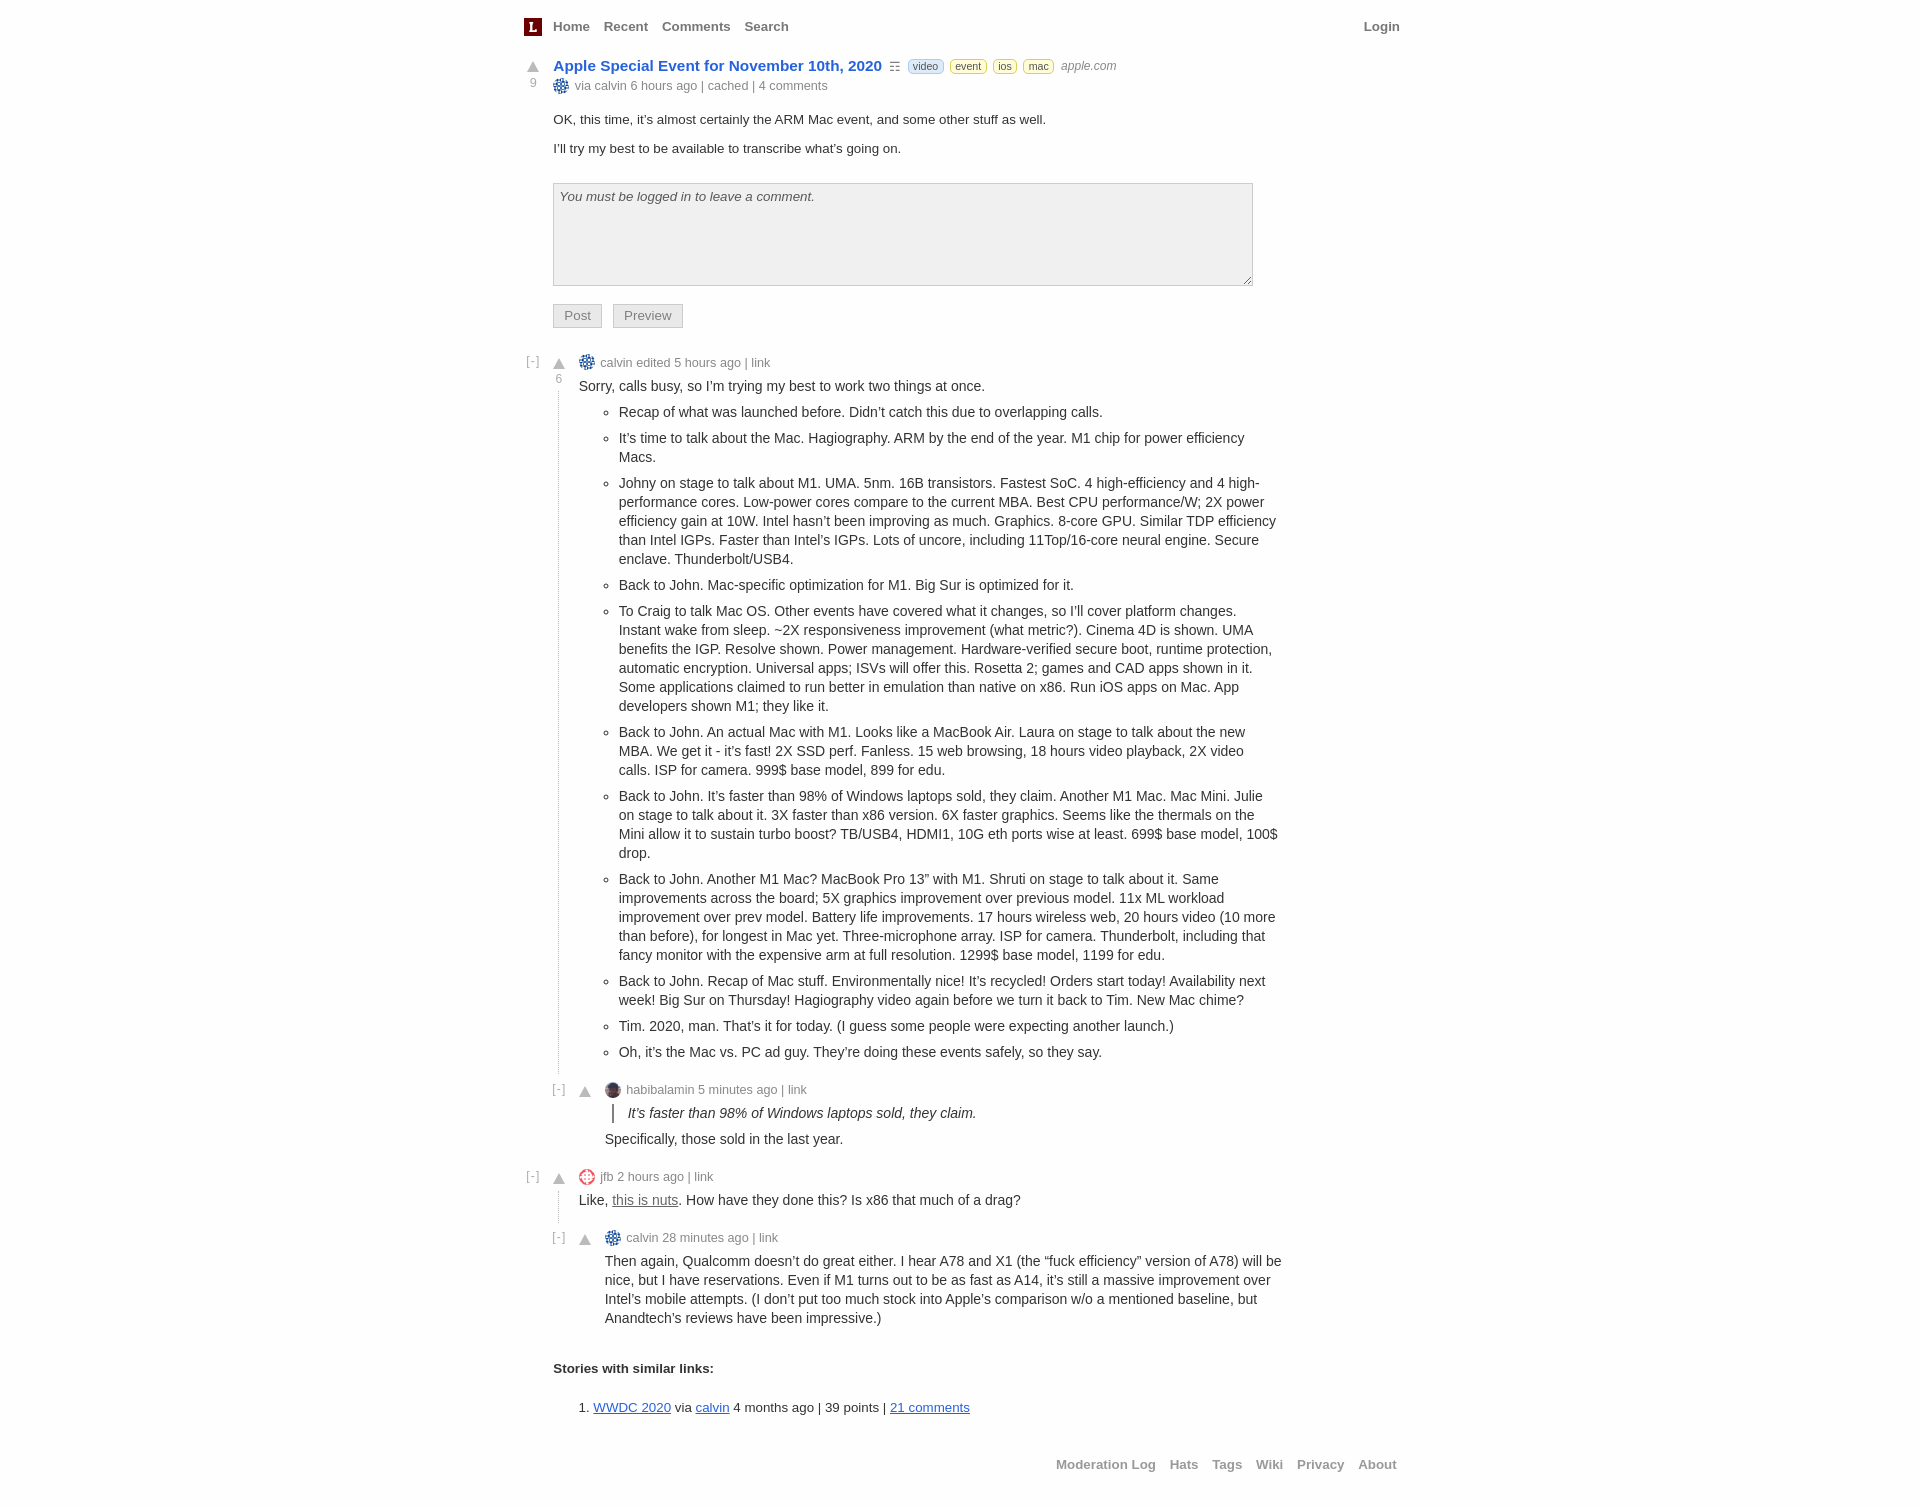 L Home Recent Comments Search Login
Apple Special Event for November 10th, 2020 ☶ video event ios mac apple.com
9
via calvin 6 hours ago | cached | 4 comments
OK, this time, it’s almost certainly the ARM Mac event, and some other stuff as well.
I’ll try my best to be available to transcribe what’s going on.
You must be logged in to leave a comment.
Post Preview
[-] calvin edited 5 hours ago | link
6
Sorry, calls busy, so I’m trying my best to work two things at once.
Recap of what was launched before. Didn’t catch this due to overlapping calls.
It’s time to talk about the Mac. Hagiography. ARM by the end of the year. M1 chip for power efficiency
Macs.
Johny on stage to talk about M1. UMA. 5nm. 16B transistors. Fastest SoC. 4 high-efficiency and 4 high-
performance cores. Low-power cores compare to the current MBA. Best CPU performance/W; 2X power
efficiency gain at 10W. Intel hasn’t been improving as much. Graphics. 8-core GPU. Similar TDP efficiency
than Intel IGPs. Faster than Intel’s IGPs. Lots of uncore, including 11Top/16-core neural engine. Secure
enclave. Thunderbolt/USB4.
Back to John. Mac-specific optimization for M1. Big Sur is optimized for it.
To Craig to talk Mac OS. Other events have covered what it changes, so I’ll cover platform changes.
Instant wake from sleep. ~2X responsiveness improvement (what metric?). Cinema 4D is shown. UMA
benefits the IGP. Resolve shown. Power management. Hardware-verified secure boot, runtime protection,
automatic encryption. Universal apps; ISVs will offer this. Rosetta 2; games and CAD apps shown in it.
Some applications claimed to run better in emulation than native on x86. Run iOS apps on Mac. App
developers shown M1; they like it.
Back to John. An actual Mac with M1. Looks like a MacBook Air. Laura on stage to talk about the new
MBA. We get it - it’s fast! 2X SSD perf. Fanless. 15 web browsing, 18 hours video playback, 2X video
calls. ISP for camera. 999$ base model, 899 for edu.
Back to John. It’s faster than 98% of Windows laptops sold, they claim. Another M1 Mac. Mac Mini. Julie
on stage to talk about it. 3X faster than x86 version. 6X faster graphics. Seems like the thermals on the
Mini allow it to sustain turbo boost? TB/USB4, HDMI1, 10G eth ports wise at least. 699$ base model, 100$
drop.
Back to John. Another M1 Mac? MacBook Pro 13” with M1. Shruti on stage to talk about it. Same
improvements across the board; 5X graphics improvement over previous model. 11x ML workload
improvement over prev model. Battery life improvements. 17 hours wireless web, 20 hours video (10 more
than before), for longest in Mac yet. Three-microphone array. ISP for camera. Thunderbolt, including that
fancy monitor with the expensive arm at full resolution. 1299$ base model, 1199 for edu.
Back to John. Recap of Mac stuff. Environmentally nice! It’s recycled! Orders start today! Availability next
week! Big Sur on Thursday! Hagiography video again before we turn it back to Tim. New Mac chime?
Tim. 2020, man. That’s it for today. (I guess some people were expecting another launch.)
Oh, it’s the Mac vs. PC ad guy. They’re doing these events safely, so they say.
[-] habibalamin 5 minutes ago | link
It’s faster than 98% of Windows laptops sold, they claim.
Specifically, those sold in the last year.
[-] jfb 2 hours ago | link
Like, this is nuts. How have they done this? Is x86 that much of a drag?
[-] calvin 28 minutes ago | link
Then again, Qualcomm doesn’t do great either. I hear A78 and X1 (the “fuck efficiency” version of A78) will be
nice, but I have reservations. Even if M1 turns out to be as fast as A14, it’s still a massive improvement over
Intel’s mobile attempts. (I don’t put too much stock into Apple’s comparison w/o a mentioned baseline, but
Anandtech’s reviews have been impressive.)
Stories with similar links:
1. WWDC 2020 via calvin 4 months ago | 39 points | 21 comments
Moderation Log Hats Tags Wiki Privacy About